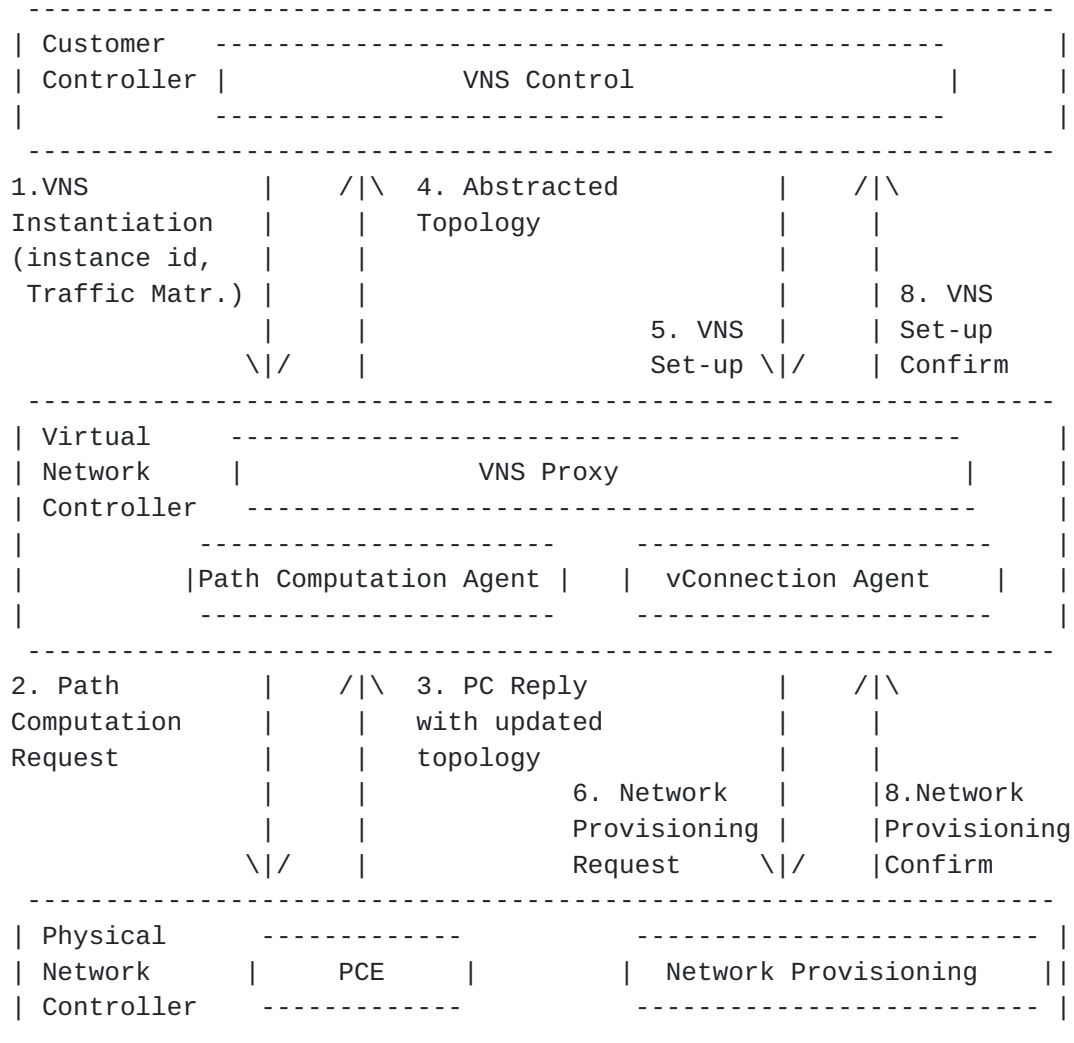 ------------------------------------------------------------------
| Customer   -----------------------------------------------       |
| Controller |               VNS Control                    |      |
|            -----------------------------------------------       |
 ------------------------------------------------------------------
1.VNS           |    /|\  4. Abstracted          |    /|\
Instantiation   |     |   Topology               |     |
(instance id,   |     |                          |     |
 Traffic Matr.) |     |                          |     | 8. VNS
                |     |                  5. VNS  |     | Set-up
               \|/    |                  Set-up \|/    | Confirm
 ------------------------------------------------------------------
| Virtual     -----------------------------------------------      |
| Network     |               VNS Proxy                      |     |
| Controller   -----------------------------------------------     |
|           -----------------------     -----------------------    |
|          |Path Computation Agent |   |  vConnection Agent    |   |
|           -----------------------     -----------------------    |
 ------------------------------------------------------------------
2. Path         |    /|\  3. PC Reply            |    /|\
Computation     |     |   with updated           |     |
Request         |     |   topology               |     |
                |     |             6. Network   |     |8.Network
                |     |             Provisioning |     |Provisioning
               \|/    |             Request     \|/    |Confirm
 ------------------------------------------------------------------
| Physical      -------------           -------------------------- |
| Network      |     PCE     |         |  Network Provisioning    ||
| Controller    -------------           -------------------------- |